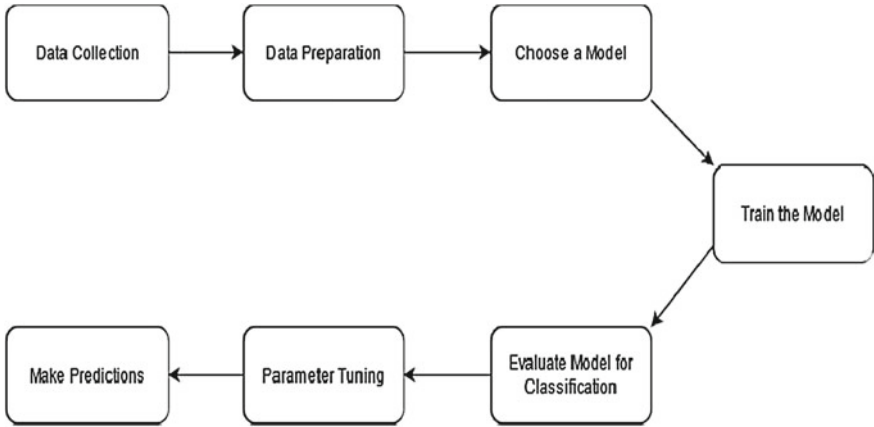 Data Collection
Data Preparation
Choose a Model
Train the Model
Evaluate Model for
Classification
Parameter Tuning
Make Predictions